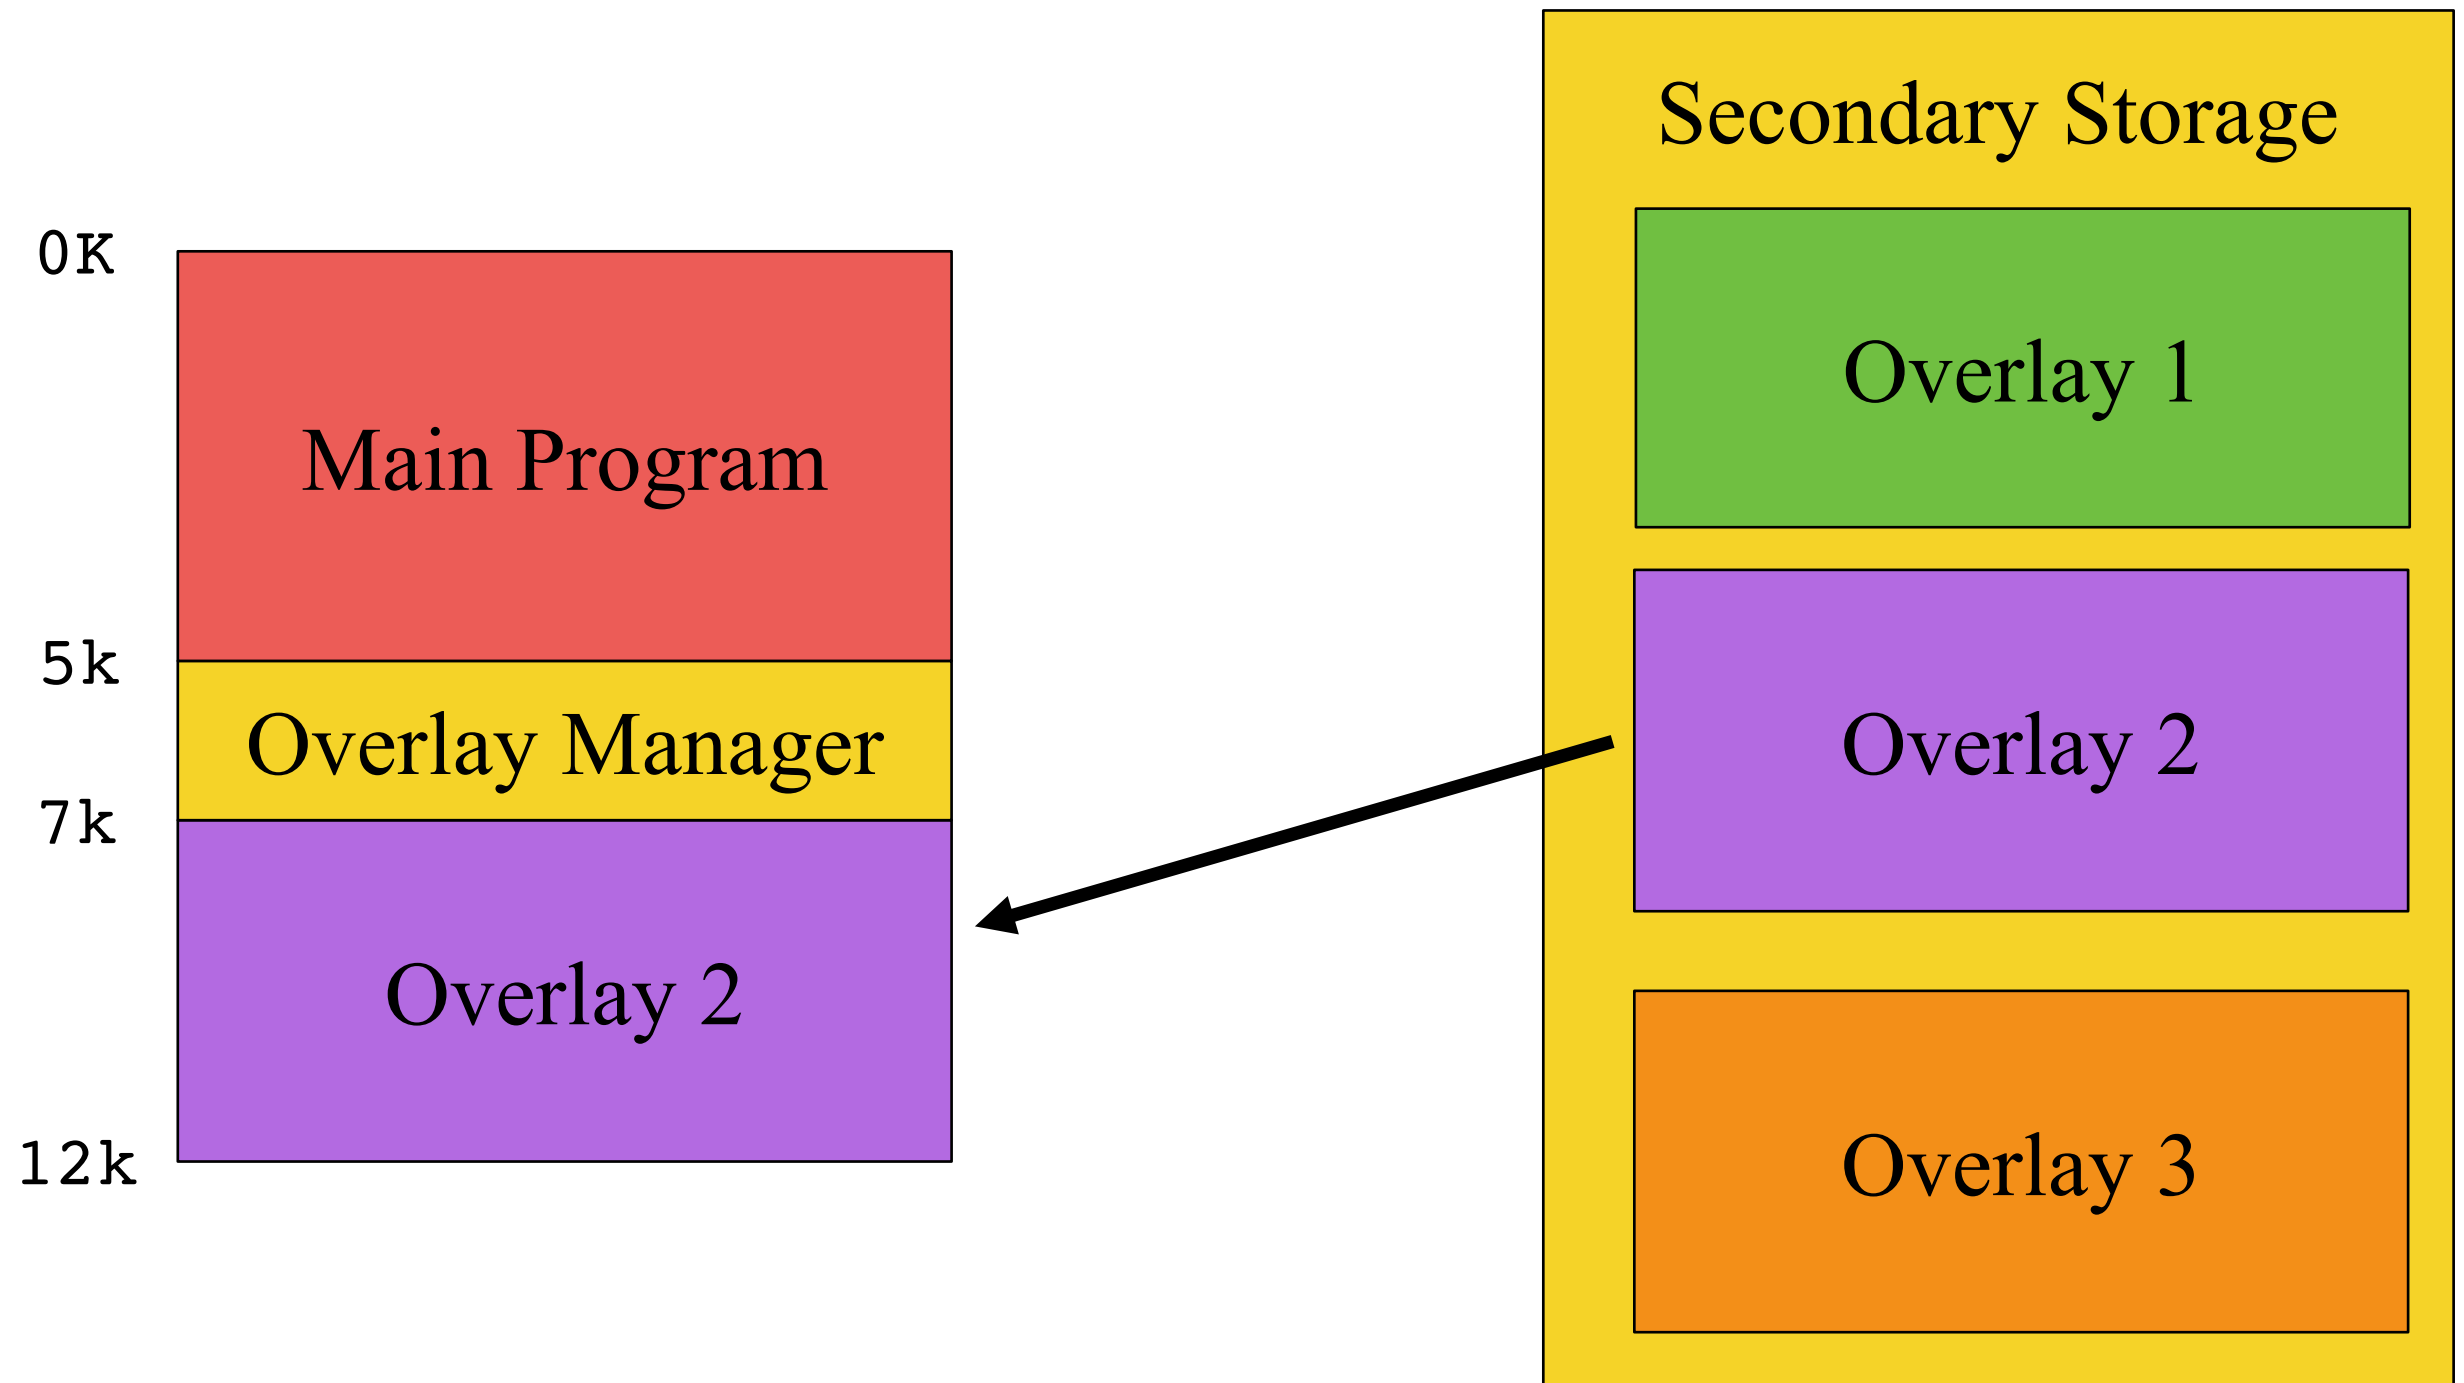 0K
Main Program
5k
Overlay Manager
7k
Overlay 2
12k
Secondary Storage
Overlay 1
Overlay 2
Overlay 3